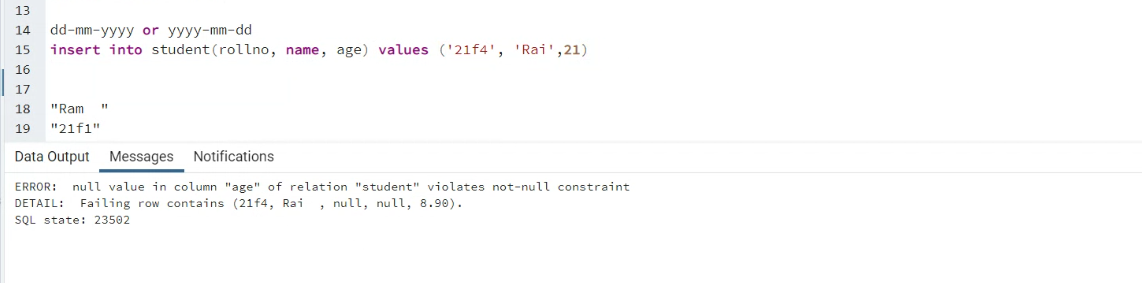 13
14 dd-mm-yyyy or yyyy-mm-dd
15 insert into student(rollno, name, age) values ('21f4', 'Rai',21)
16
17
18 "Ram  "
19 "21f1"
Data Output Messages Notifications
ERROR:  null value in column "age" of relation "student" violates not-null constraint
DETAIL:  Failing row contains (21f4, Rai  , null, null, 8.90).
SQL state: 23502